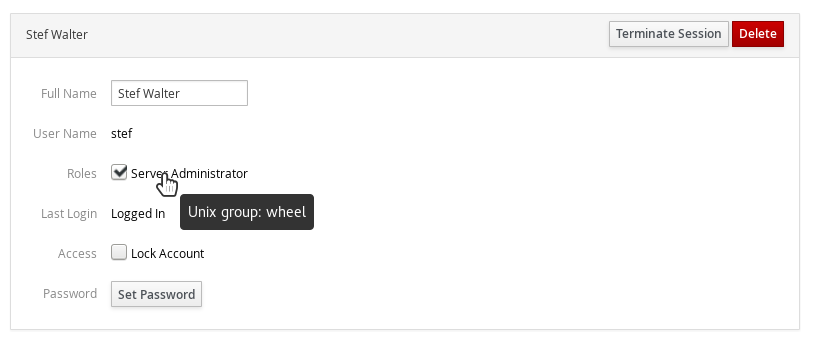 Stef Walter
Terminate Session
Delete
Full Name
Stef Walter
User Name
stef
Roles
Server Administrator
Last Login
Logged In
Unix group: wheel
Access
Lock Account
Password
Set Password